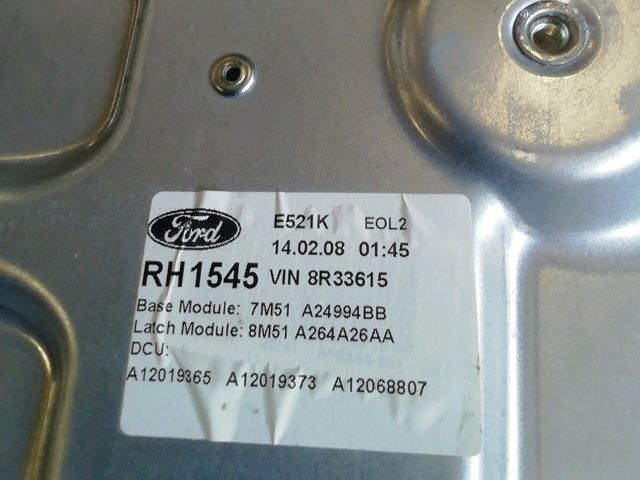 Ford E521K EOL2
14.02.08 01:45
RH1545 VIN 8R33615
Base Module: 7M51 A24994BB
Latch Module: 8M51 A264A26AA
DCU:
A12019365 A12019373 A12068807